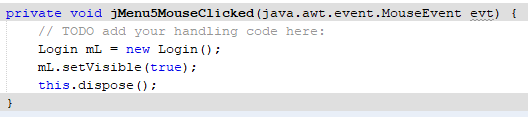 private void jMenu5MouseClicked(java.awt.event.MouseEvent evt) {
// TODO add your handling code here:
Login mL = new Login();
mL.setVisible(true);
this.dispose();
}